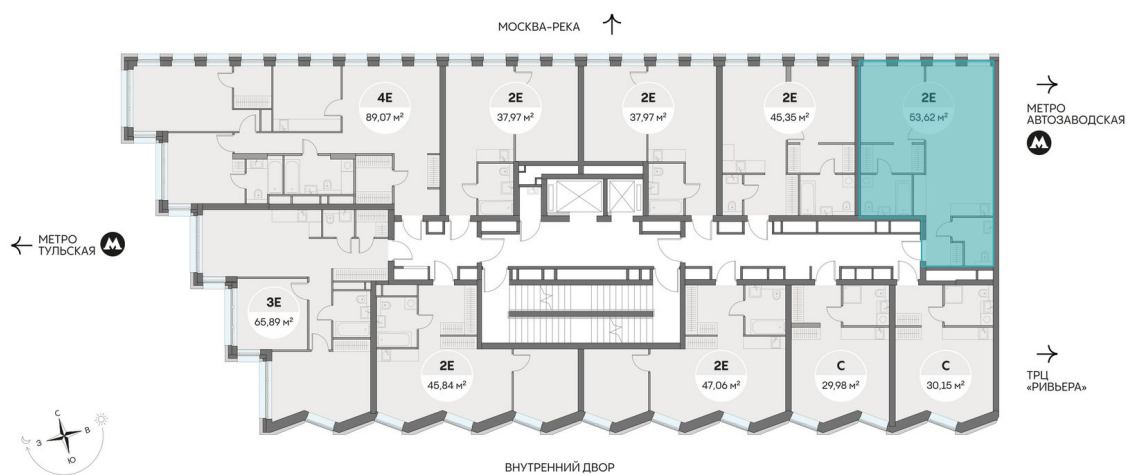 МОСКВА-РЕКА
4Е
89,07 м²
2Е
37,97 м²
2Е
37,97 м²
2Е
45,35 м²
2Е
53,62 м²
МЕТРО
АВТОЗАВОДСКАЯ
М
МЕТРО
ТУЛЬСКАЯ
М
3Е
65,89 м²
2Е
45,84 м²
2Е
47,06 м²
С
29,98 м²
С
30,15 м²
ТРЦ
«РИВЬЕРА»
С
З
В
Ю
ВНУТРЕННИЙ ДВОР